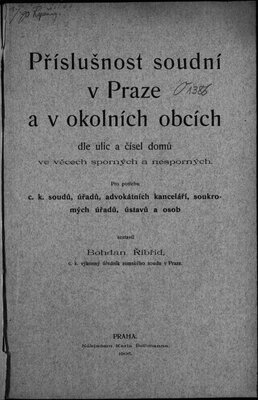 Příslušnost soudní
v Praze
a v okolních obcích
dle ulic a čísel domů
ve věcech sporných a nesporných.
Pro potřebu
c. k. soudů, úřadů, advokátních kanceláří, soukro-
mých úřadů, ústavů a osob
sestavil
Bohdan Říbřid,
c. k. výkonný úředník zemského soudu v Praze.
PRAHA.
Nákladem Karla Bellmanna.